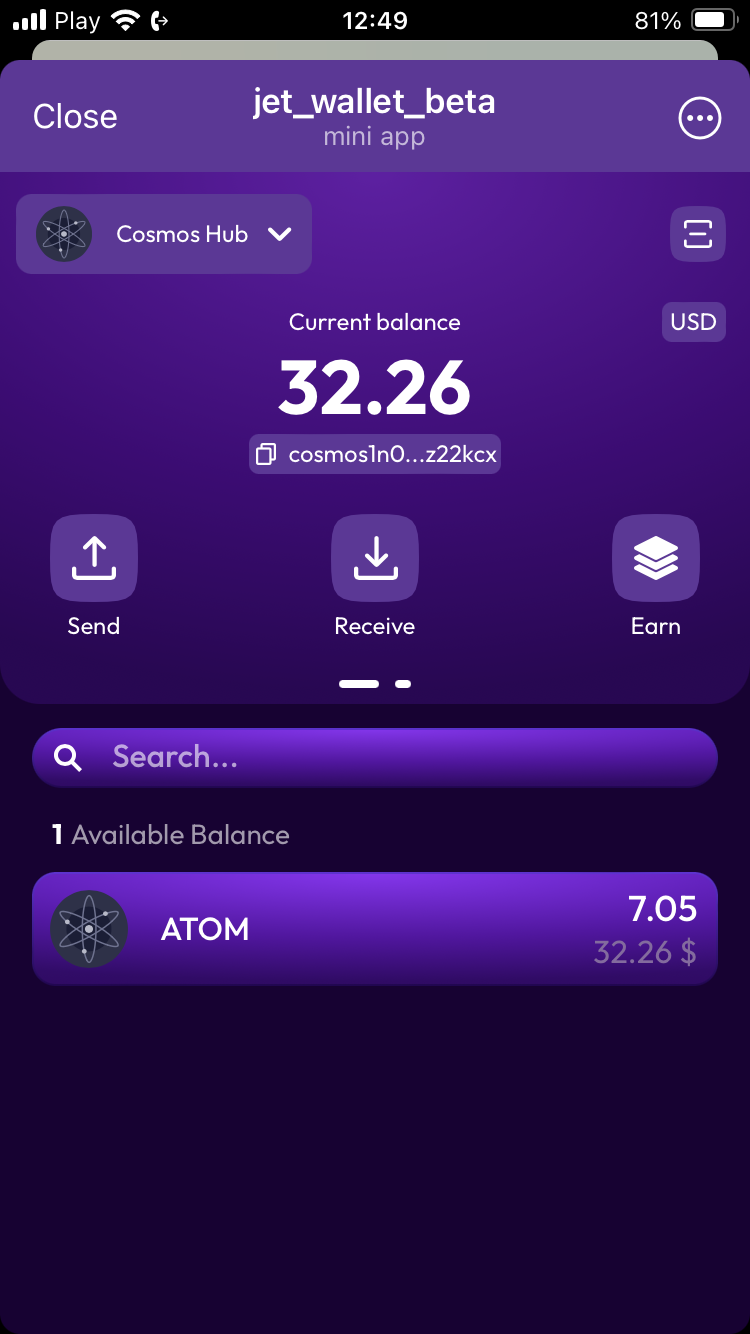 Play 12:49 81%
Close
jet_wallet_beta
mini app
Cosmos Hub
Current balance
USD
32.26
cosmos1n0...z22kcx
Send
Receive
Earn
Search...
1 Available Balance
ATOM
7.05
32.26 $